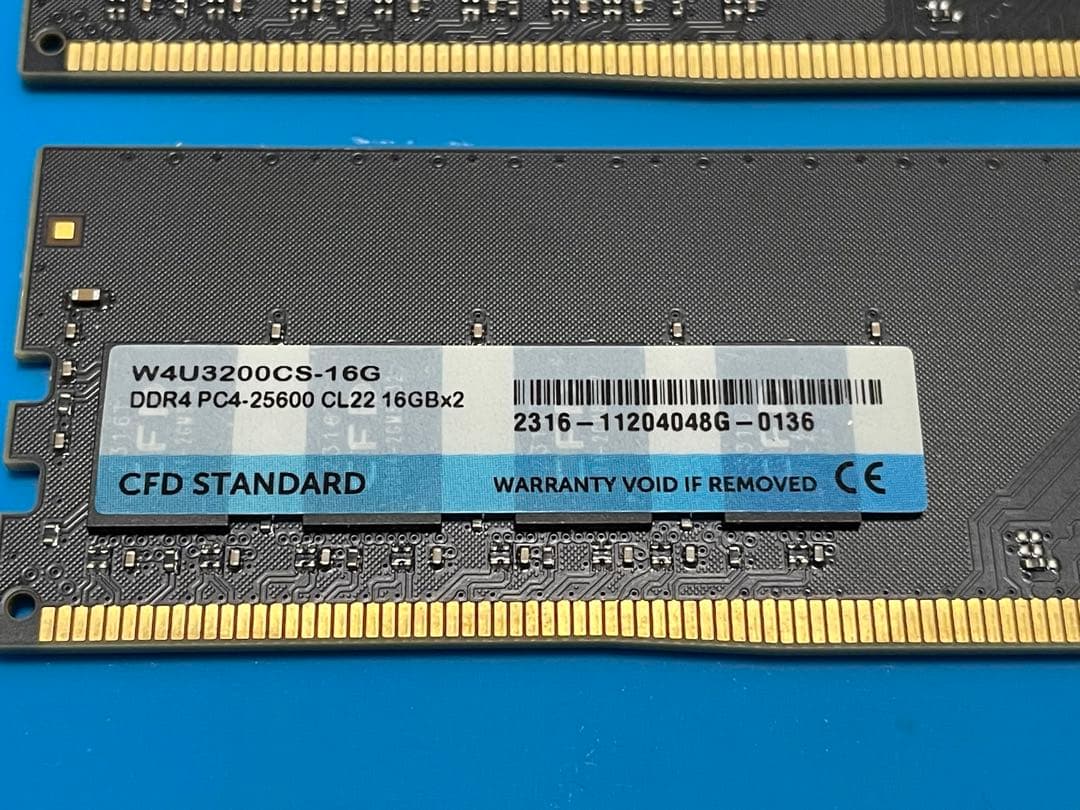 W4U3200CS-16G
DDR4 PC4-25600 CL22 16GBx2
2316-11204048G-0136
CFD STANDARD
WARRANTY VOID IF REMOVED CE